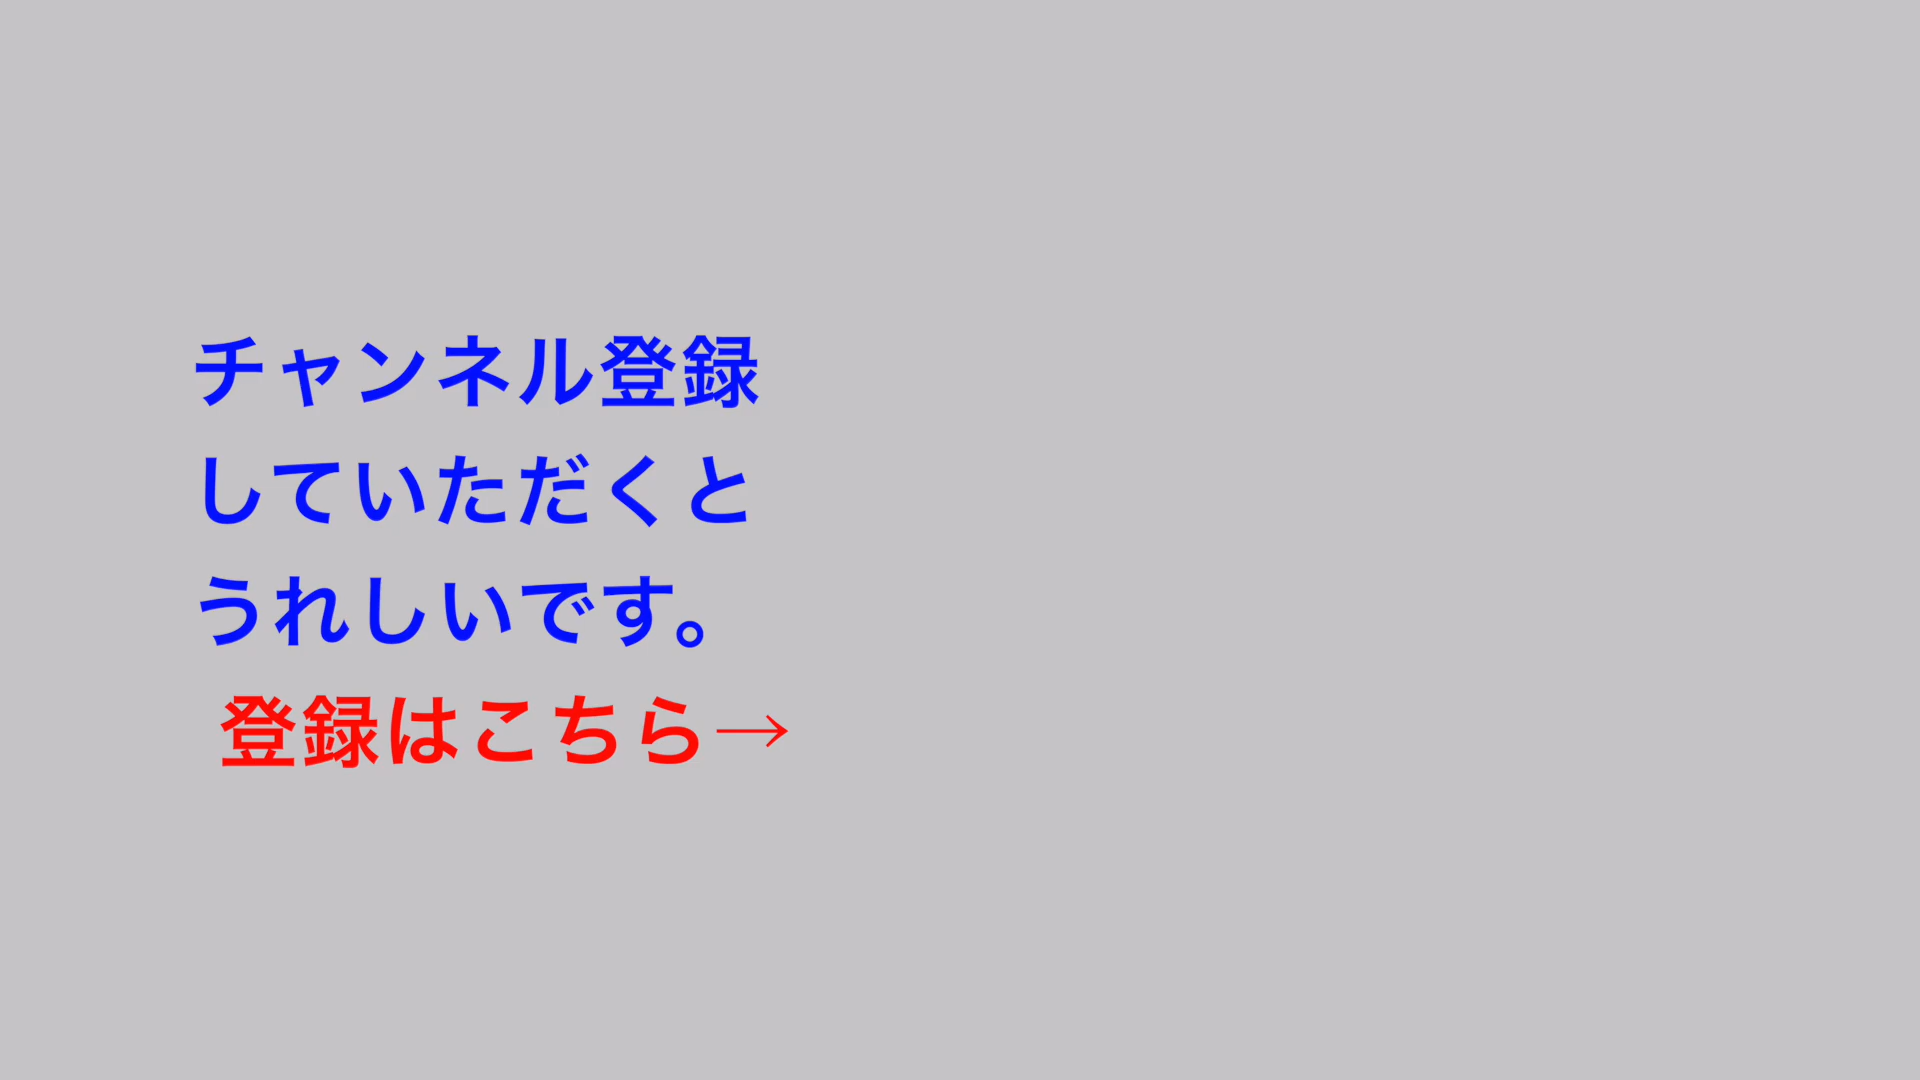 チャンネル登録
していただくと
うれしいです。
登録はこちら→